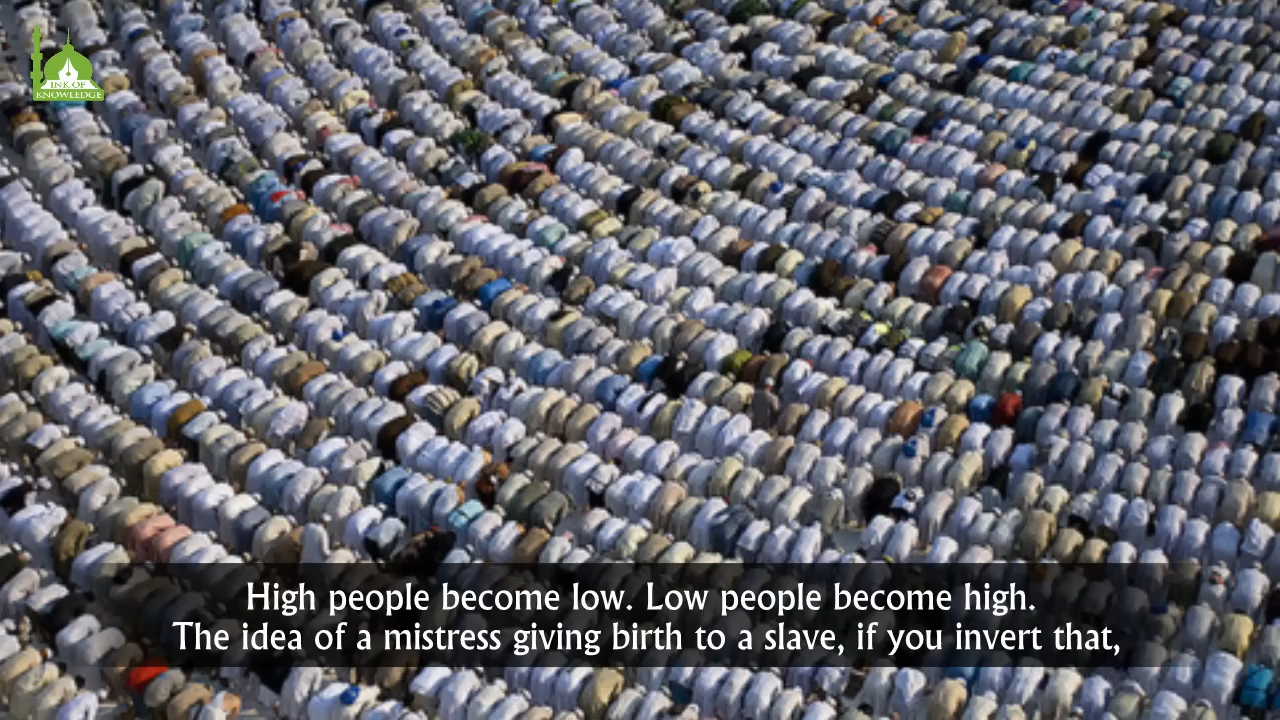 INK OF
KNOWLEDGE
High people become low. Low people become high.
The idea of a mistress giving birth to a slave, if you invert that,